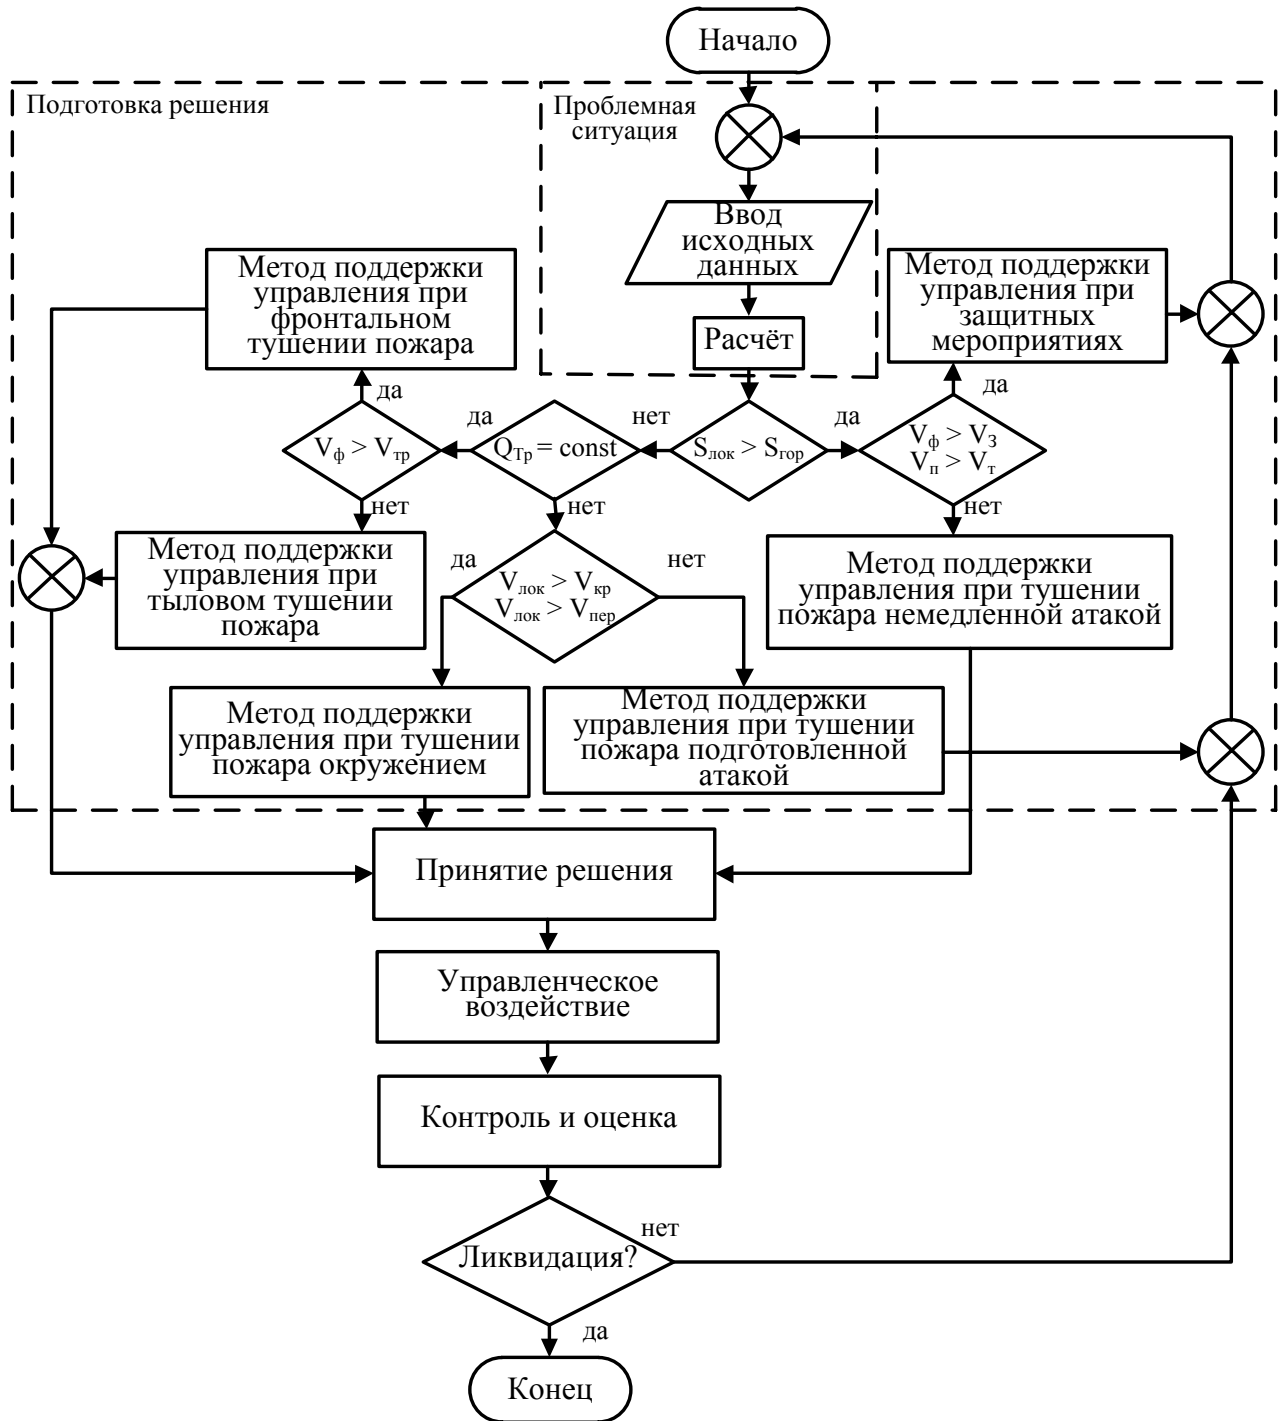 Начало
Подготовка решения
Проблемная
ситуация
Ввод
исходных
данных
Расчёт
Метод поддержки
управления при
фронтальном
тушении пожара
Метод поддержки
управления при
защитных
мероприятиях
да
да
да
нет
да
Vф > Vтр
QТр = const
Sлок > Sгор
Vф > VЗ
Vп > Vт
нет
нет
нет
Метод поддержки
управления при
тыловом тушении
пожара
да
нет
Vлок > Vкр
Vлок > Vпер
Метод поддержки
управления при тушении
пожара немедленной атакой
Метод поддержки
управления при тушении
пожара окружением
Метод поддержки
управления при тушении
пожара подготовленной
атакой
Принятие решения
Управленческое
воздействие
Контроль и оценка
нет
Ликвидация?
да
Конец